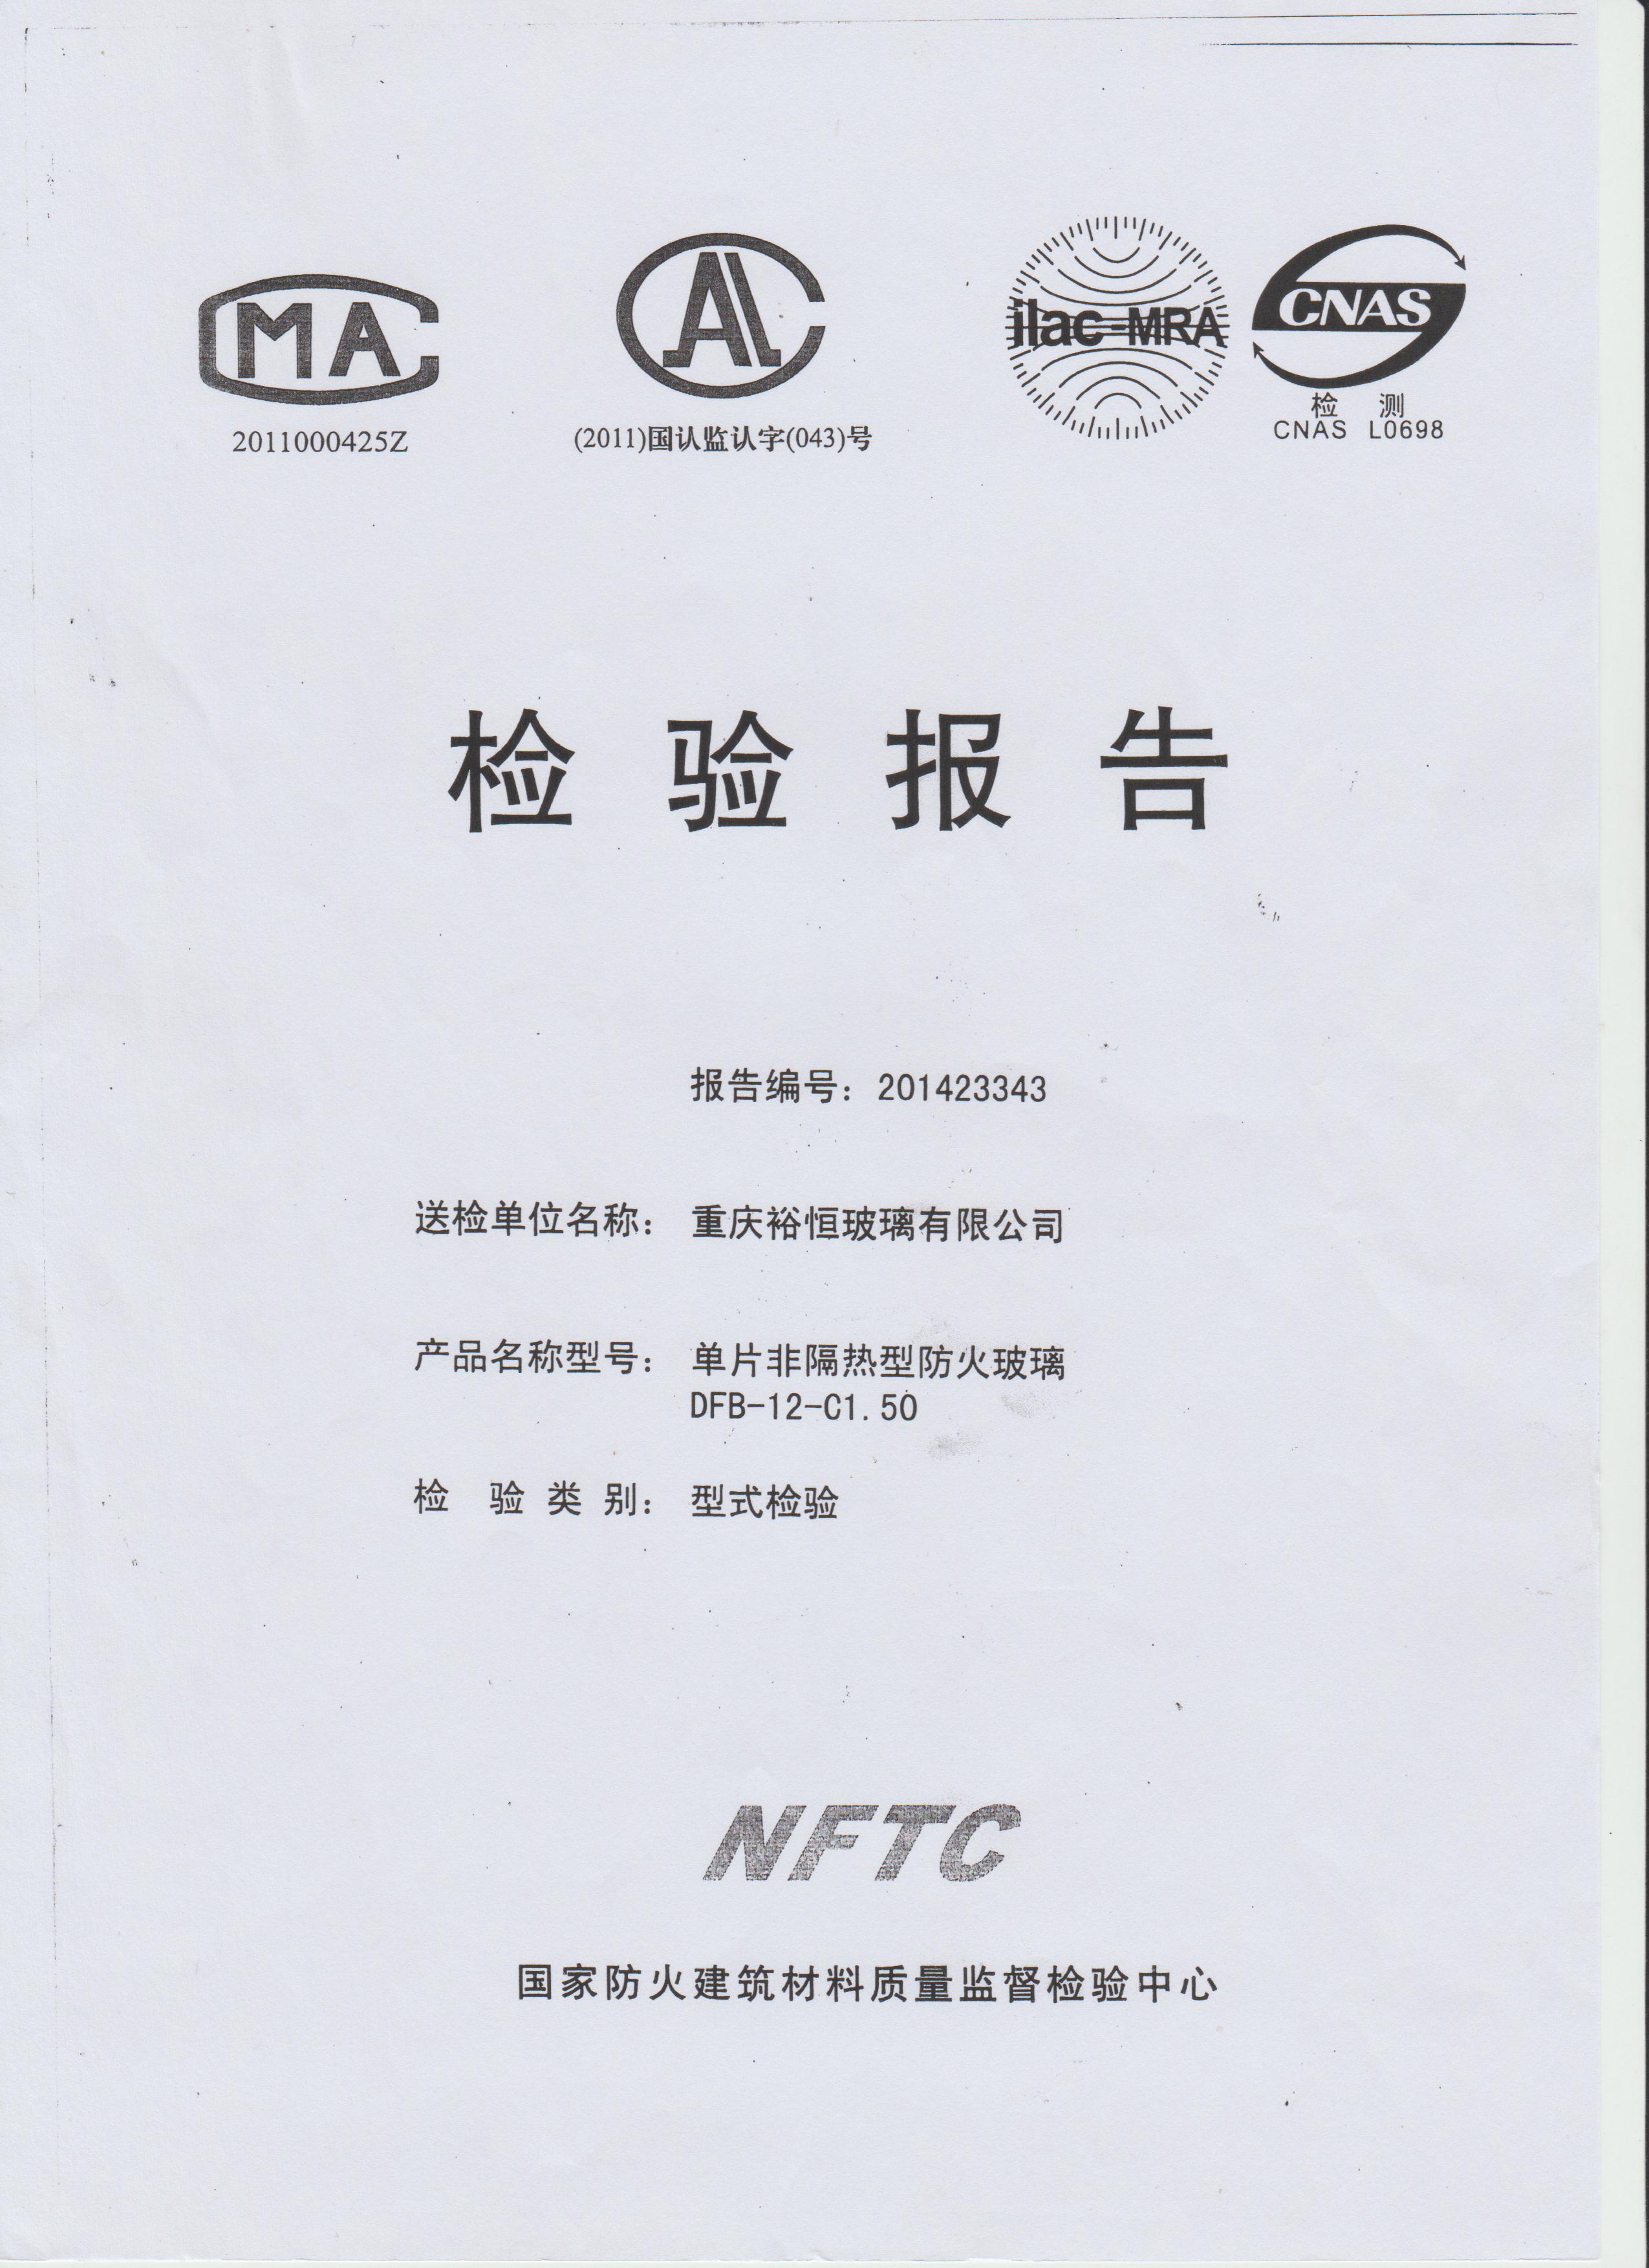 MA
2011000425Z
AL
(2011)国认监认字(043)号
ilac-MRA
CNAS
检 测
CNAS L0698
检 验 报 告
报告编号：201423343
送检单位名称： 重庆裕恒玻璃有限公司
产品名称型号： 单片非隔热型防火玻璃
DFB-12-C1.50
检 验 类 别： 型式检验
NFTC
国家防火建筑材料质量监督检验中心